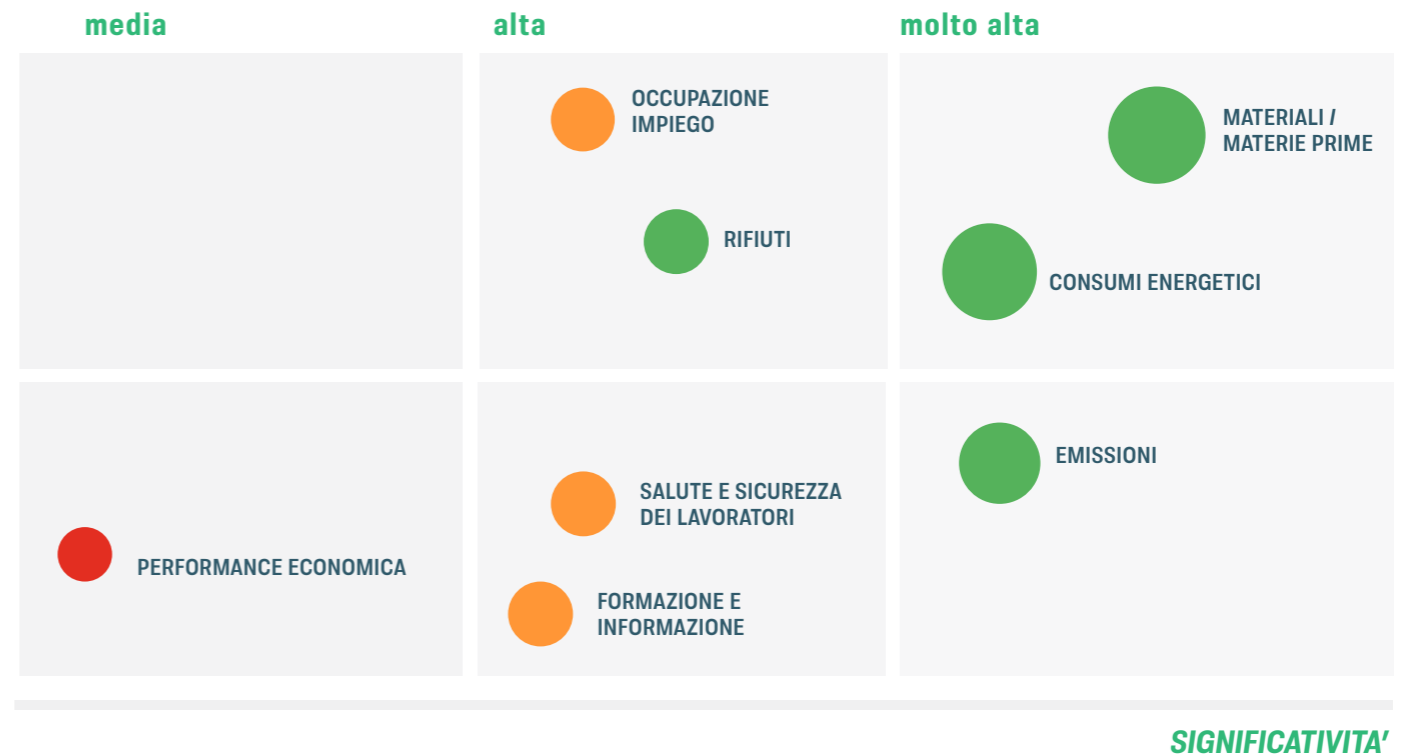 media
alta
molto alta
OCCUPAZIONE
IMPIEGO
MATERIALI /
MATERIE PRIME
RIFIUTI
CONSUMI ENERGETICI
EMISSIONI
SALUTE E SICUREZZA
DEI LAVORATORI
PERFORMANCE ECONOMICA
FORMAZIONE E
INFORMAZIONE
SIGNIFICATIVITA’